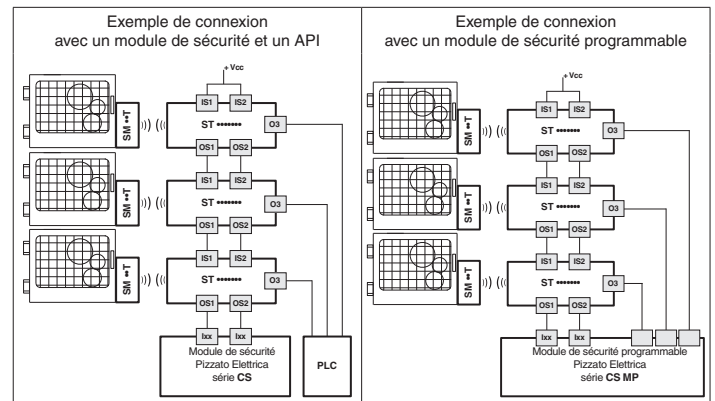 Exemple de connexion
avec un module de sécurité et un API
+ Vcc
IS1 IS2
SM ••T
ST •••••••
O3
OS1 OS2
IS1 IS2
SM ••T
ST •••••••
O3
OS1 OS2
IS1 IS2
SM ••T
ST •••••••
O3
OS1 OS2
Ixx Ixx
Module de sécurité
Pizzato Elettrica
série CS
PLC
Exemple de connexion
avec un module de sécurité programmable
+ Vcc
IS1 IS2
SM ••T
ST •••••••
O3
OS1 OS2
IS1 IS2
SM ••T
ST •••••••
O3
OS1 OS2
IS1 IS2
SM ••T
ST •••••••
O3
OS1 OS2
Ixx Ixx
Module de sécurité programmable
Pizzato Elettrica
série CS MP